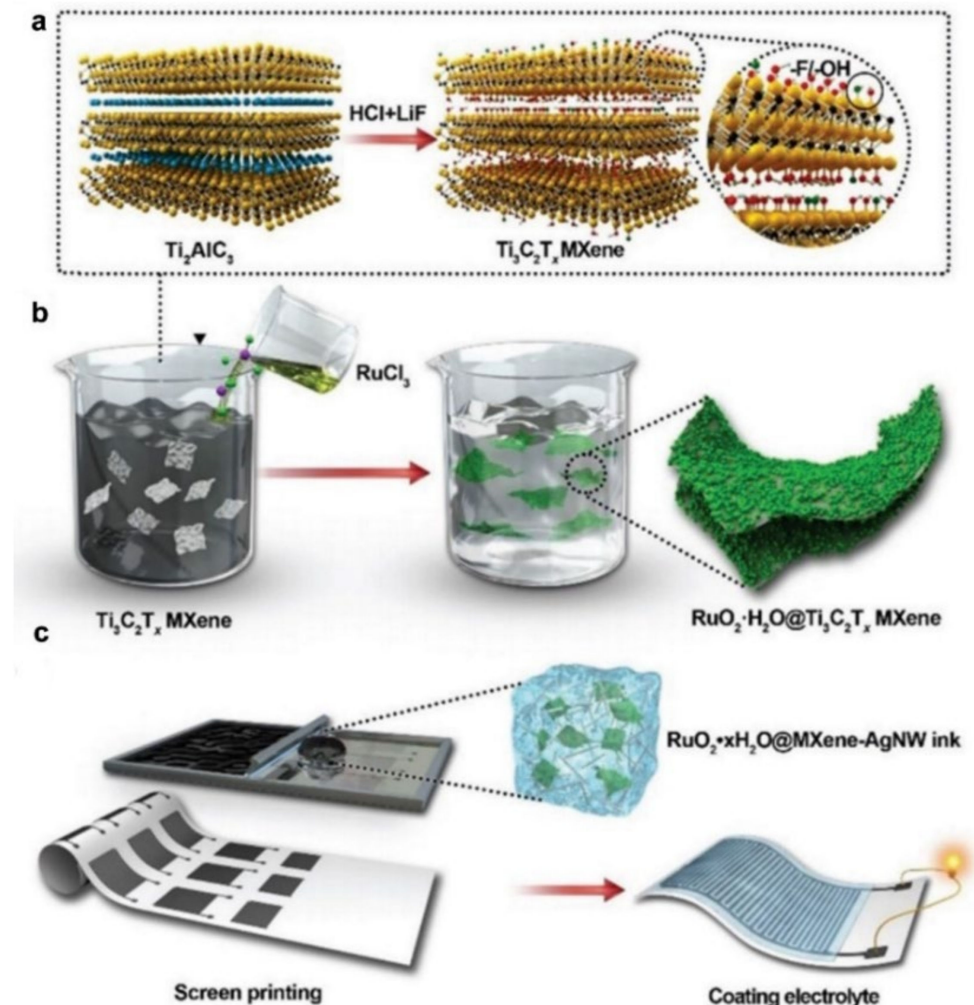 a
HCl+LiF
-F/-OH
Ti₂AlC₃
Ti₃C₂Tₓ MXene
b
RuCl₃
Ti₃C₂Tₓ MXene
RuO₂·H₂O@Ti₃C₂Tₓ MXene
c
RuO₂•xH₂O@MXene-AgNW ink
Screen printing
Coating electrolyte